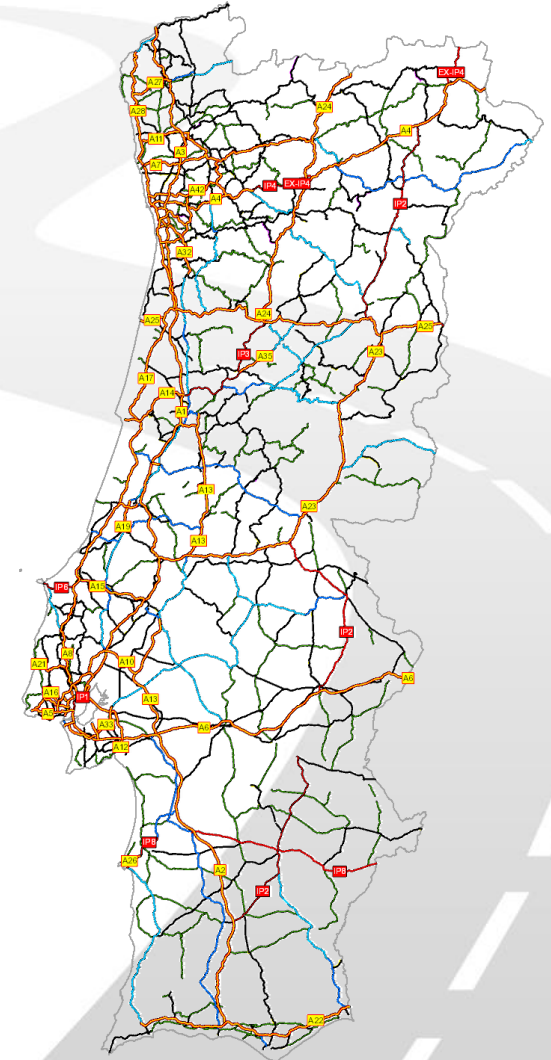 EX-IP4
A27
A24
A28
A4
A11
A3
A7
IP4
EX-IP4
A42
A4
IP2
A32
A24
A25
A25
A23
IP3
A35
A17
A14
A1
A13
A23
A19
A13
IP6
A15
IP2
A8
A10
A21
A6
A16
IP1
A13
A5
A33
A6
A12
IP8
A26
A2
IP8
IP2
A22